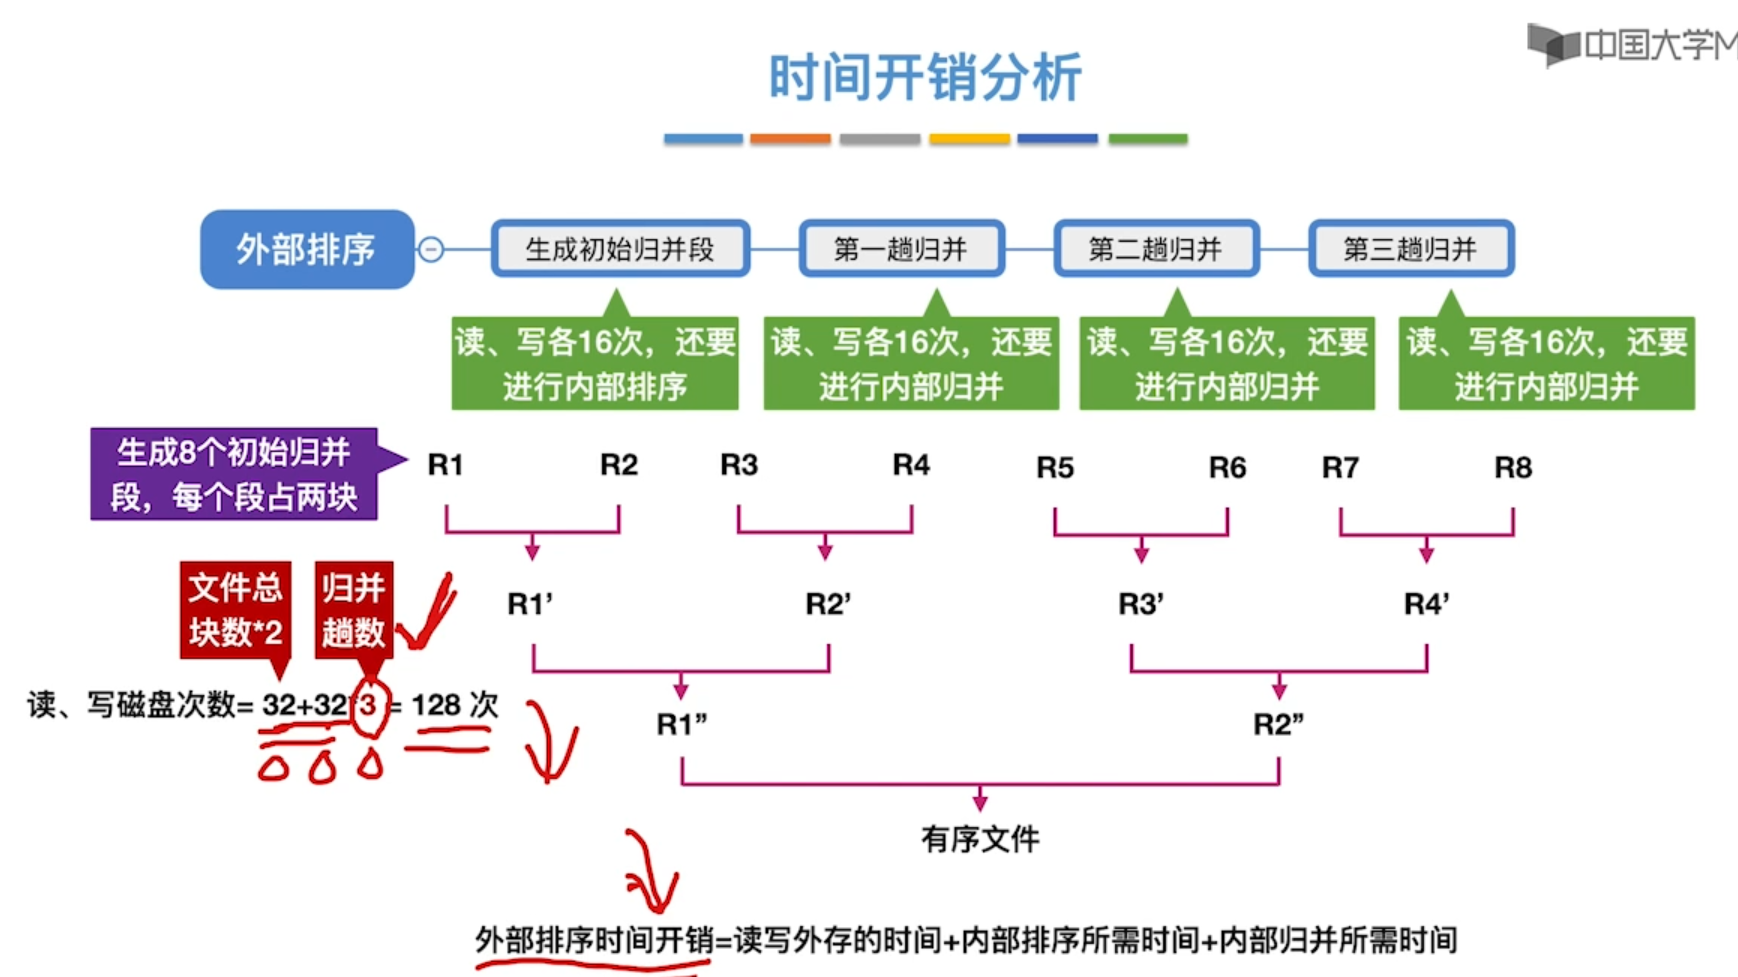 中国大学M
时间开销分析
外部排序
生成初始归并段
第一趟归并
第二趟归并
第三趟归并
读、写各16次，还要
进行内部排序
读、写各16次，还要
进行内部归并
读、写各16次，还要
进行内部归并
读、写各16次，还要
进行内部归并
生成8个初始归并
段，每个段占两块
R1 R2 R3 R4 R5 R6 R7 R8
文件总
块数*2
归并
趟数
R1’ R2’ R3’ R4’
读、写磁盘次数= 32+32*3 = 128 次
R1” R2”
有序文件
外部排序时间开销=读写外存的时间+内部排序所需时间+内部归并所需时间